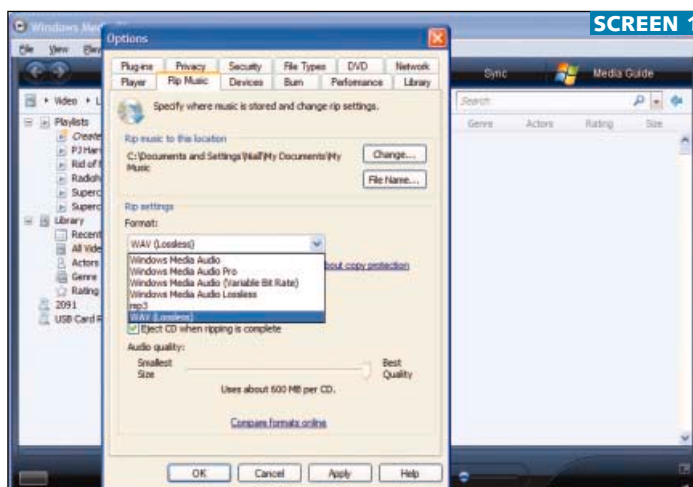 SCREEN 1
Windows Med
Options
File View
Plug-ins Privacy Security File Types DVD Network
Player Rip Music Devices Burn Performance Library
Sync Media Guide
Specify where music is stored and change rip settings.
Video
Search
Genre Actors Rating Size
Playlists
Create
PJ Har
Rid of
Radioh
Superc
Superc
Library
Recent
All Vide
Actors
Genre
Rating
2091
USB Card R
Rip music to this location
C:\Documents and Settings\Niall\My Documents\My Music
Change...
File Name...
Rip settings
Format:
WAV (Lossless)
Windows Media Audio
Windows Media Audio Pro
Windows Media Audio (Variable Bit Rate)
Windows Media Audio Lossless
mp3
WAV (Lossless)
bout copy protection
Eject CD when ripping is complete
Audio quality:
Smallest Size
Best Quality
Uses about 600 MB per CD.
Compare formats online
OK Cancel Apply Help